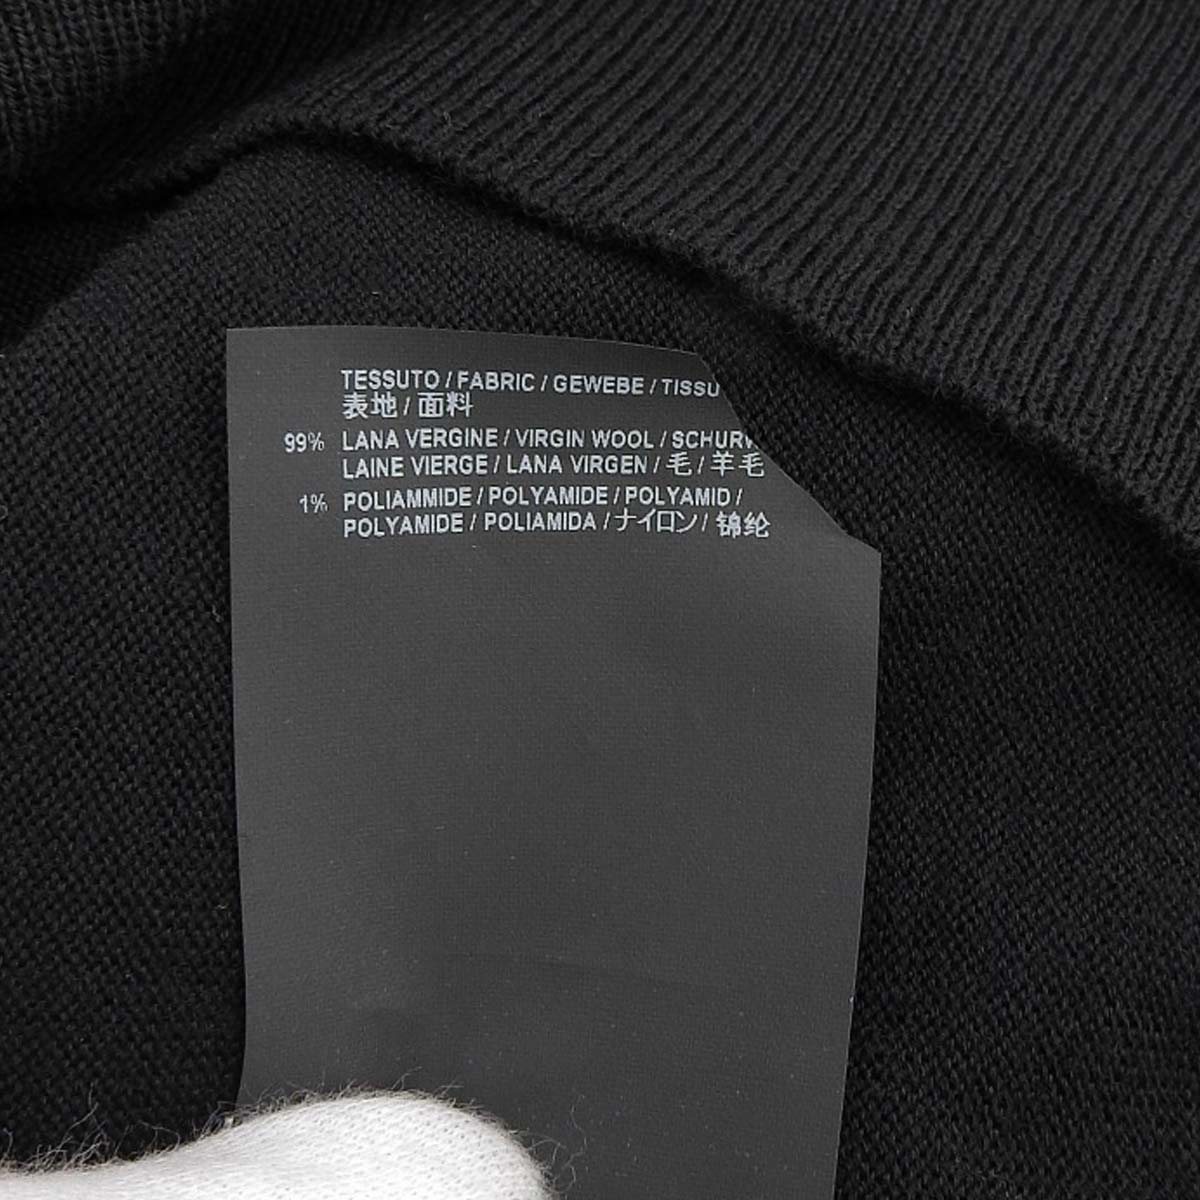 TESSUTO / FABRIC / GEWEBE / TISSU
表地 / 面料
99% LANA VERGINE / VIRGIN WOOL /
LAINE VIERGE / LANA VIRGEN / 毛 / 羊毛
1% POLIAMMIDE / POLYAMIDE / POLYAMID /
POLYAMIDE / POLIAMIDA / ナイロン / 锦纶